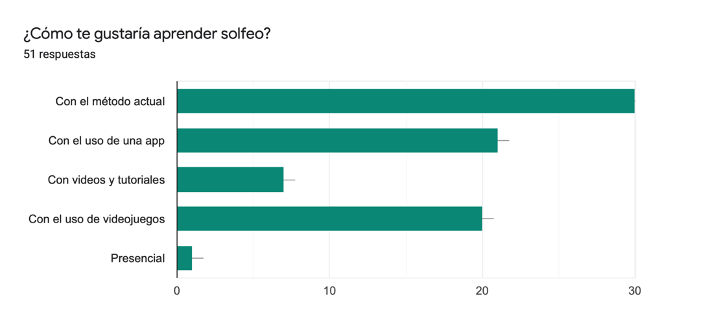 ¿Cómo te gustaría aprender solfeo?
51 respuestas
Con el método actual
Con el uso de una app
Con videos y tutoriales
Con el uso de videojuegos
Presencial
0 10 20 30